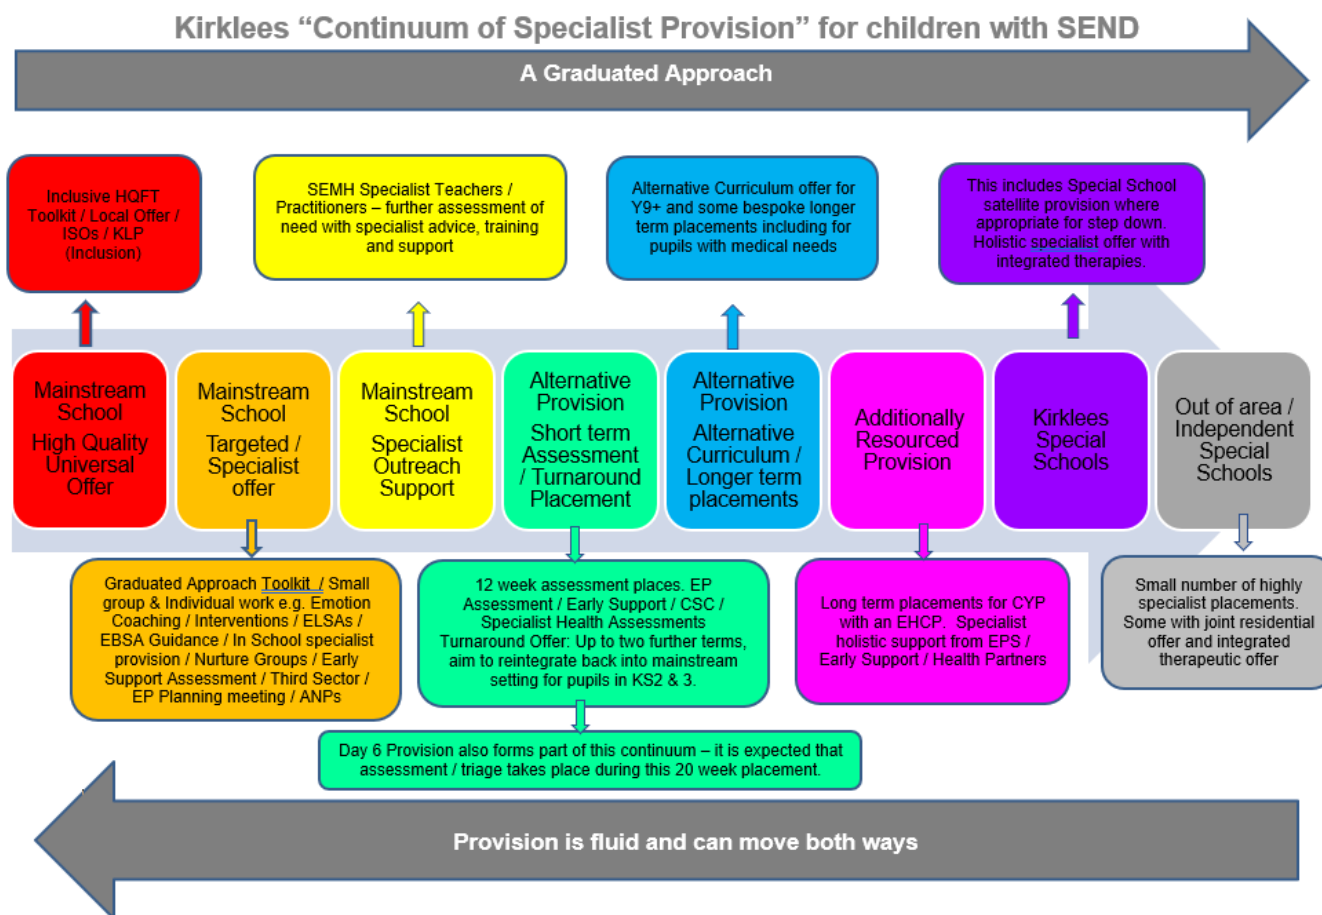 Kirklees “Continuum of Specialist Provision” for children with SEND
A Graduated Approach
Inclusive HQFT
Toolkit / Local Offer /
ISOs / KLP
(Inclusion)
SEMH Specialist Teachers /
Practitioners – further assessment of
need with specialist advice, training
and support
Alternative Curriculum offer for
Y9+ and some bespoke longer
term placements including for
pupils with medical needs
This includes Special School
satellite provision where
appropriate for step down.
Holistic specialist offer with
integrated therapies.
Mainstream
School
High Quality
Universal
Offer
Mainstream
School
Targeted /
Specialist
offer
Mainstream
School
Specialist
Outreach
Support
Alternative
Provision
Short term
Assessment
/ Turnaround
Placement
Alternative
Provision
Alternative
Curriculum /
Longer term
placements
Additionally
Resourced
Provision
Kirklees
Special
Schools
Out of area /
Independent
Special
Schools
Graduated Approach Toolkit / Small
group & Individual work e.g. Emotion
Coaching / Interventions / ELSAs /
EBSA Guidance / In School specialist
provision / Nurture Groups / Early
Support Assessment / Third Sector /
EP Planning meeting / ANPs
12 week assessment places. EP
Assessment / Early Support / CSC /
Specialist Health Assessments
Turnaround Offer: Up to two further terms,
aim to reintegrate back into mainstream
setting for pupils in KS2 & 3.
Long term placements for CYP
with an EHCP. Specialist
holistic support from EPS /
Early Support / Health Partners
Small number of highly
specialist placements.
Some with joint residential
offer and integrated
therapeutic offer
Day 6 Provision also forms part of this continuum – it is expected that
assessment / triage takes place during this 20 week placement.
Provision is fluid and can move both ways